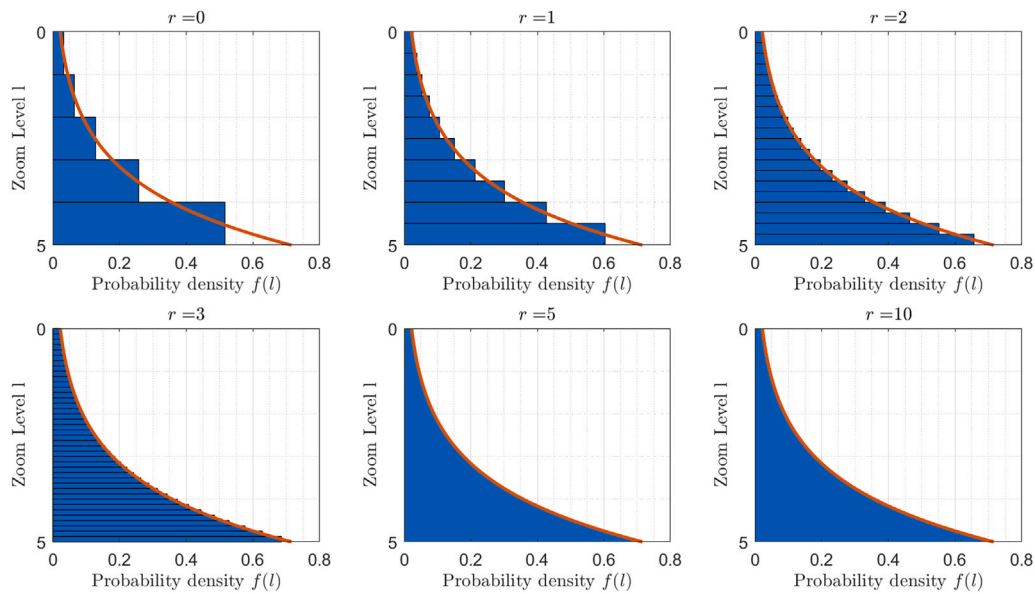 r =0
r =1
r =2
0
5
Zoom Level l
0 0.2 0.4 0.6 0.8
Probability density f(l)
0
5
Zoom Level l
0 0.2 0.4 0.6 0.8
Probability density f(l)
0
5
Zoom Level l
0 0.2 0.4 0.6 0.8
Probability density f(l)
r =3
r =5
r =10
0
5
Zoom Level l
0 0.2 0.4 0.6 0.8
Probability density f(l)
0
5
Zoom Level l
0 0.2 0.4 0.6 0.8
Probability density f(l)
0
5
Zoom Level l
0 0.2 0.4 0.6 0.8
Probability density f(l)